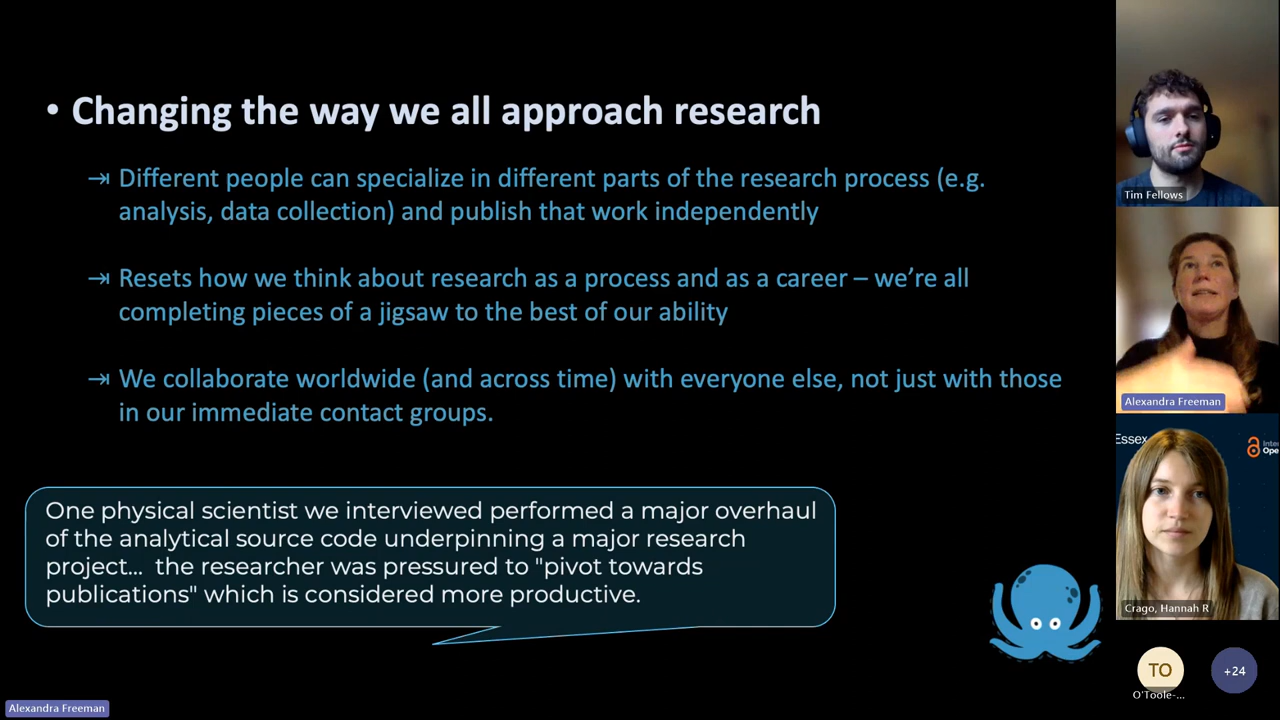 • Changing the way we all approach research
⇥ Different people can specialize in different parts of the research process (e.g.
analysis, data collection) and publish that work independently
⇥ Resets how we think about research as a process and as a career – we’re all
completing pieces of a jigsaw to the best of our ability
⇥ We collaborate worldwide (and across time) with everyone else, not just with those
in our immediate contact groups.
One physical scientist we interviewed performed a major overhaul
of the analytical source code underpinning a major research
project... the researcher was pressured to "pivot towards
publications" which is considered more productive.
Alexandra Freeman
Tim Fellows
Alexandra Freeman
Essex
Ope
Crago, Hannah R
TO
O'Toole-...
+24